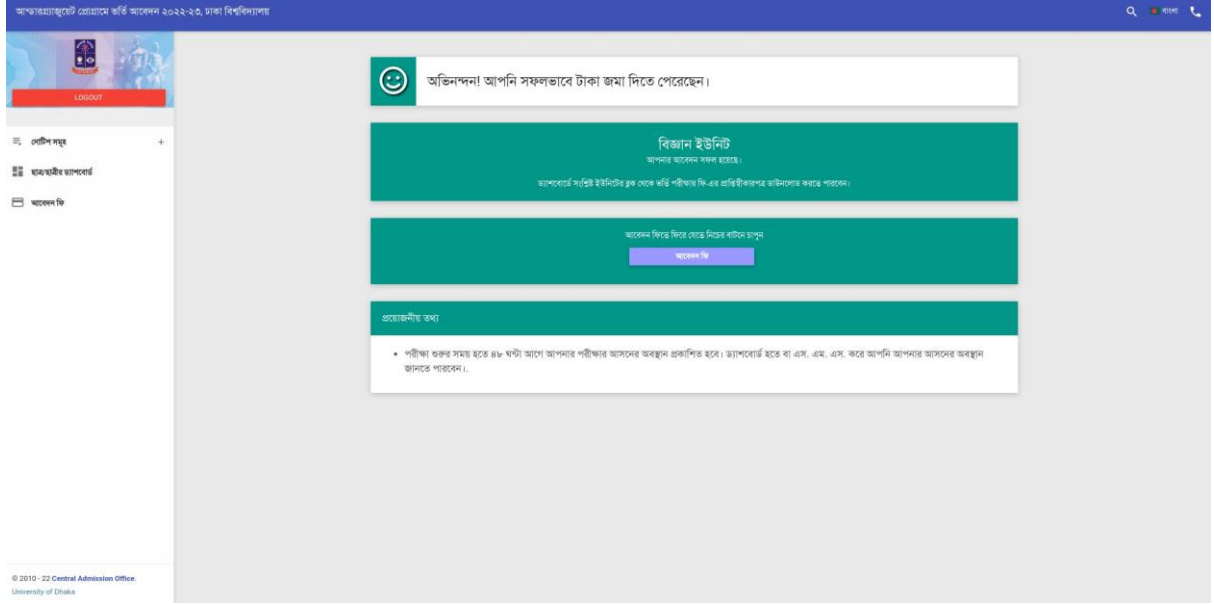 আন্ডারগ্র্যাজুয়েট প্রোগ্রামে ভর্তি আবেদন ২০২২-২৩, ঢাকা বিশ্ববিদ্যালয়
বাংলা
LOGOUT
নোটিশ সমূহ
+
ছাত্র/ছাত্রীর ড্যাশবোর্ড
আবেদন ফি
অভিনন্দন! আপনি সফলভাবে টাকা জমা দিতে পেরেছেন।
বিজ্ঞান ইউনিট
আপনার আবেদন সফল হয়েছে।
ড্যাশবোর্ডে সংশ্লিষ্ট ইউনিটের ব্লক থেকে ভর্তি পরীক্ষার ফি-এর প্রাপ্তিস্বীকারপত্র ডাউনলোড করতে পারবেন।
আবেদন ফিতে ফিরে যেতে নিচের বাটনে চাপুন
আবেদন ফি
প্রয়োজনীয় তথ্য
• পরীক্ষা শুরুর সময় হতে ৪৮ ঘন্টা আগে আপনার পরীক্ষার আসনের অবস্থান প্রকাশিত হবে। ড্যাশবোর্ড হতে বা এস. এম. এস. করে আপনি আপনার আসনের অবস্থান
জানতে পারবেন।.
© 2010 - 22 Central Admission Office.
University of Dhaka